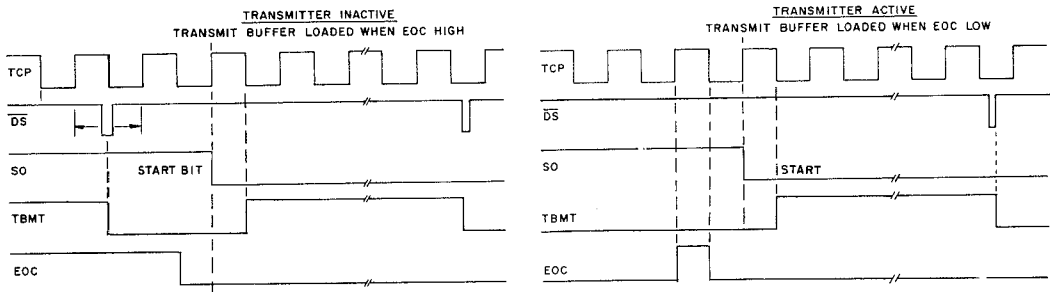 TRANSMITTER INACTIVE
TRANSMIT BUFFER LOADED WHEN EOC HIGH
TCP
DS
SO
START BIT
TBMT
EOC
TRANSMITTER ACTIVE
TRANSMIT BUFFER LOADED WHEN EOC LOW
TCP
DS
SO
START
TBMT
EOC